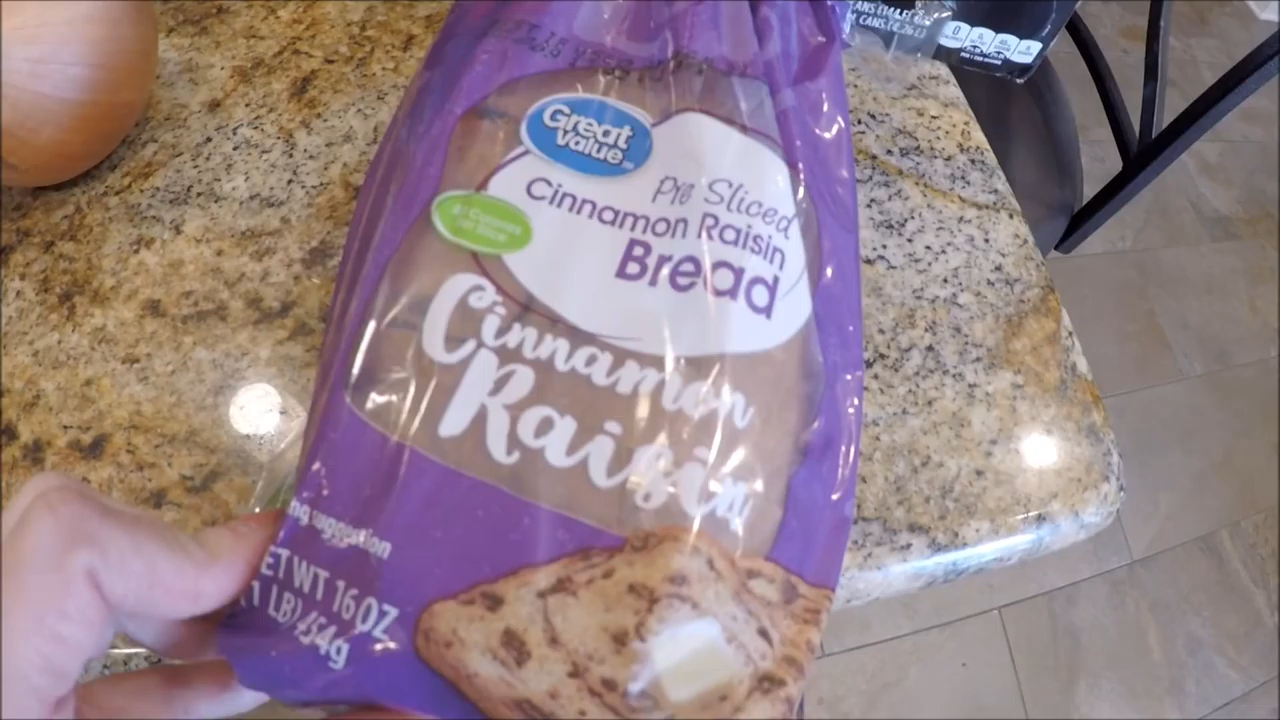 Great
Value
Pre Sliced
Cinnamon Raisin
Bread
Cinnamon
Raisin
ng suggestion
ET WT 16 OZ
(1 LB) 454g